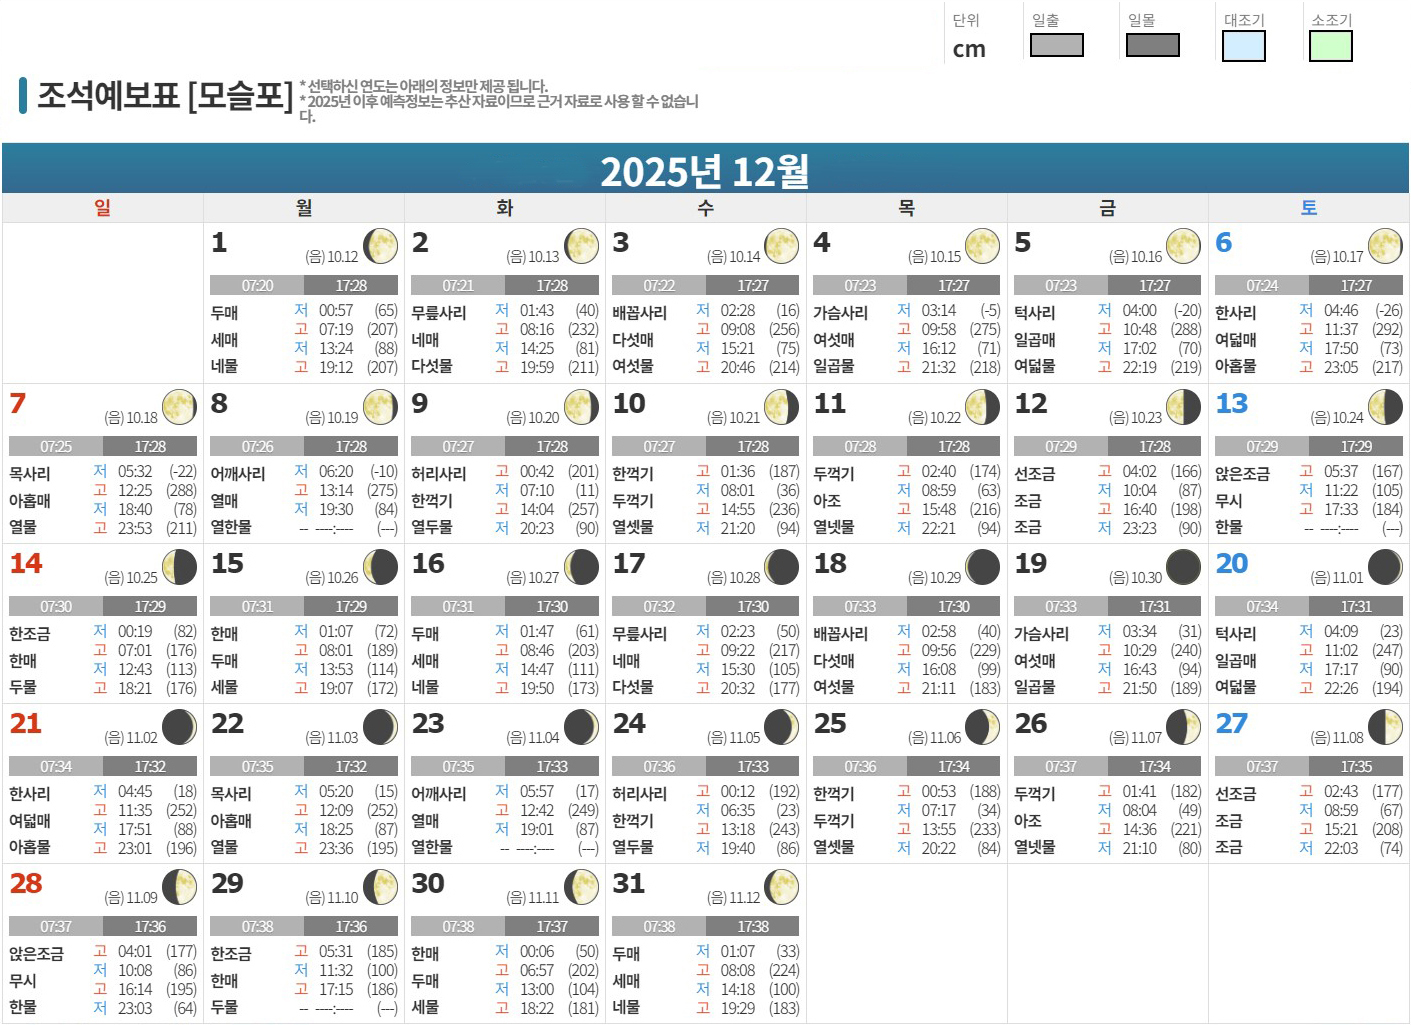 단위 일출 일몰 대조기 소조기
cm
조석예보표 [모슬포]
* 선택하신 연도는 아래의 정보만 제공 됩니다.
* 2025년 이후 예측정보는 추산 자료이므로 근거 자료로 사용 할 수 없습니
다.
2025년 12월
일 월 화 수 목 금 토
1 (음) 10.12
07:20 17:28
두매
세매
네물
저 00:57 (65)
고 07:19 (207)
저 13:24 (88)
고 19:12 (207)
2 (음) 10.13
07:21 17:28
무릎사리
네매
다섯물
저 01:43 (40)
고 08:16 (232)
저 14:25 (81)
고 19:59 (211)
3 (음) 10.14
07:22 17:27
배꼽사리
다섯매
여섯물
저 02:28 (16)
고 09:08 (256)
저 15:21 (75)
고 20:46 (214)
4 (음) 10.15
07:23 17:27
가슴사리
여섯매
일곱물
저 03:14 (-5)
고 09:58 (275)
저 16:12 (71)
고 21:32 (218)
5 (음) 10.16
07:23 17:27
턱사리
일곱매
여덟물
저 04:00 (-20)
고 10:48 (288)
저 17:02 (70)
고 22:19 (219)
6 (음) 10.17
07:24 17:27
한사리
여덟매
아홉물
저 04:46 (-26)
고 11:37 (292)
저 17:50 (73)
고 23:05 (217)
7 (음) 10.18
07:25 17:28
목사리
아홉매
열물
저 05:32 (-22)
고 12:25 (288)
저 18:40 (78)
고 23:53 (211)
8 (음) 10.19
07:26 17:28
어깨사리
열매
열한물
저 06:20 (-10)
고 13:14 (275)
저 19:30 (84)
-- ----:---- (---)
9 (음) 10.20
07:27 17:28
허리사리
한꺽기
열두물
고 00:42 (201)
저 07:10 (11)
고 14:04 (257)
저 20:23 (90)
10 (음) 10.21
07:27 17:28
한꺽기
두꺽기
열셋물
고 01:36 (187)
저 08:01 (36)
고 14:55 (236)
저 21:20 (94)
11 (음) 10.22
07:28 17:28
두꺽기
아조
열넷물
고 02:40 (174)
저 08:59 (63)
고 15:48 (216)
저 22:21 (94)
12 (음) 10.23
07:29 17:28
선조금
조금
조금
고 04:02 (166)
저 10:04 (87)
고 16:40 (198)
저 23:23 (90)
13 (음) 10.24
07:29 17:29
앉은조금
무시
한물
고 05:37 (167)
저 11:22 (105)
고 17:33 (184)
-- ----:---- (---)
14 (음) 10.25
07:30 17:29
한조금
한매
두물
저 00:19 (82)
고 07:01 (176)
저 12:43 (113)
고 18:21 (176)
15 (음) 10.26
07:31 17:29
한매
두매
세물
저 01:07 (72)
고 08:01 (189)
저 13:53 (114)
고 19:07 (172)
16 (음) 10.27
07:31 17:30
두매
세매
네물
저 01:47 (61)
고 08:46 (203)
저 14:47 (111)
고 19:50 (173)
17 (음) 10.28
07:32 17:30
무릎사리
네매
다섯물
저 02:23 (50)
고 09:22 (217)
저 15:30 (105)
고 20:32 (177)
18 (음) 10.29
07:33 17:30
배꼽사리
다섯매
여섯물
저 02:58 (40)
고 09:56 (229)
저 16:08 (99)
고 21:11 (183)
19 (음) 10.30
07:33 17:31
가슴사리
여섯매
일곱물
저 03:34 (31)
고 10:29 (240)
저 16:43 (94)
고 21:50 (189)
20 (음) 11.01
07:34 17:31
턱사리
일곱매
여덟물
저 04:09 (23)
고 11:02 (247)
저 17:17 (90)
고 22:26 (194)
21 (음) 11.02
07:34 17:32
한사리
여덟매
아홉물
저 04:45 (18)
고 11:35 (252)
저 17:51 (88)
고 23:01 (196)
22 (음) 11.03
07:35 17:32
목사리
아홉매
열물
저 05:20 (15)
고 12:09 (252)
저 18:25 (87)
고 23:36 (195)
23 (음) 11.04
07:35 17:33
어깨사리
열매
열한물
저 05:57 (17)
고 12:42 (249)
저 19:01 (87)
-- ----:---- (---)
24 (음) 11.05
07:36 17:33
허리사리
한꺽기
열두물
고 00:12 (192)
저 06:35 (23)
고 13:18 (243)
저 19:40 (86)
25 (음) 11.06
07:36 17:34
한꺽기
두꺽기
열셋물
고 00:53 (188)
저 07:17 (34)
고 13:55 (233)
저 20:22 (84)
26 (음) 11.07
07:37 17:34
두꺽기
아조
열넷물
고 01:41 (182)
저 08:04 (49)
고 14:36 (221)
저 21:10 (80)
27 (음) 11.08
07:37 17:35
선조금
조금
조금
고 02:43 (177)
저 08:59 (67)
고 15:21 (208)
저 22:03 (74)
28 (음) 11.09
07:37 17:36
앉은조금
무시
한물
고 04:01 (177)
저 10:08 (86)
고 16:14 (195)
저 23:03 (64)
29 (음) 11.10
07:38 17:36
한조금
한매
두물
고 05:31 (185)
저 11:32 (100)
고 17:15 (186)
-- ----:---- (---)
30 (음) 11.11
07:38 17:37
한매
두매
세물
저 00:06 (50)
고 06:57 (202)
저 13:00 (104)
고 18:22 (181)
31 (음) 11.12
07:38 17:38
두매
세매
네물
저 01:07 (33)
고 08:08 (224)
저 14:18 (100)
고 19:29 (183)